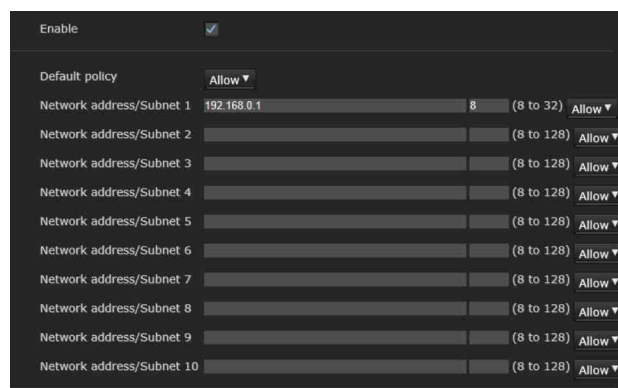 Enable
Default policy Allow
Network address/Subnet 1 192.168.0.1 8 (8 to 32) Allow
Network address/Subnet 2 (8 to 128) Allow
Network address/Subnet 3 (8 to 128) Allow
Network address/Subnet 4 (8 to 128) Allow
Network address/Subnet 5 (8 to 128) Allow
Network address/Subnet 6 (8 to 128) Allow
Network address/Subnet 7 (8 to 128) Allow
Network address/Subnet 8 (8 to 128) Allow
Network address/Subnet 9 (8 to 128) Allow
Network address/Subnet 10 (8 to 128) Allow